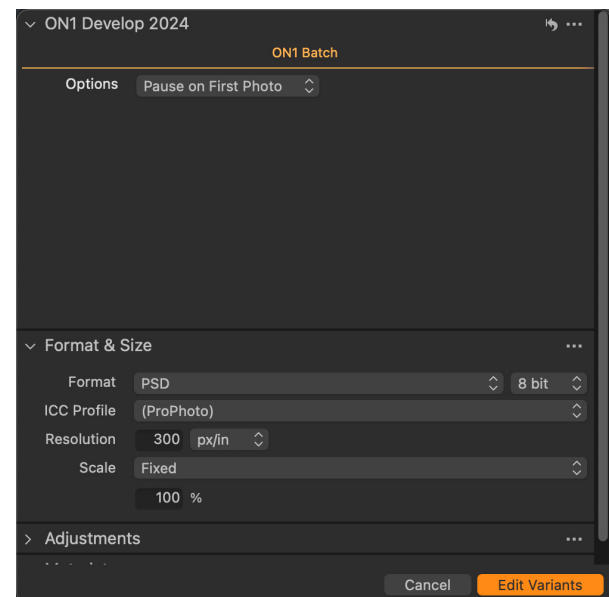 ON1 Develop 2024
ON1 Batch
Options Pause on First Photo
Format & Size
Format PSD 8 bit
ICC Profile (ProPhoto)
Resolution 300 px/in
Scale Fixed
100 %
Adjustments
Cancel Edit Variants